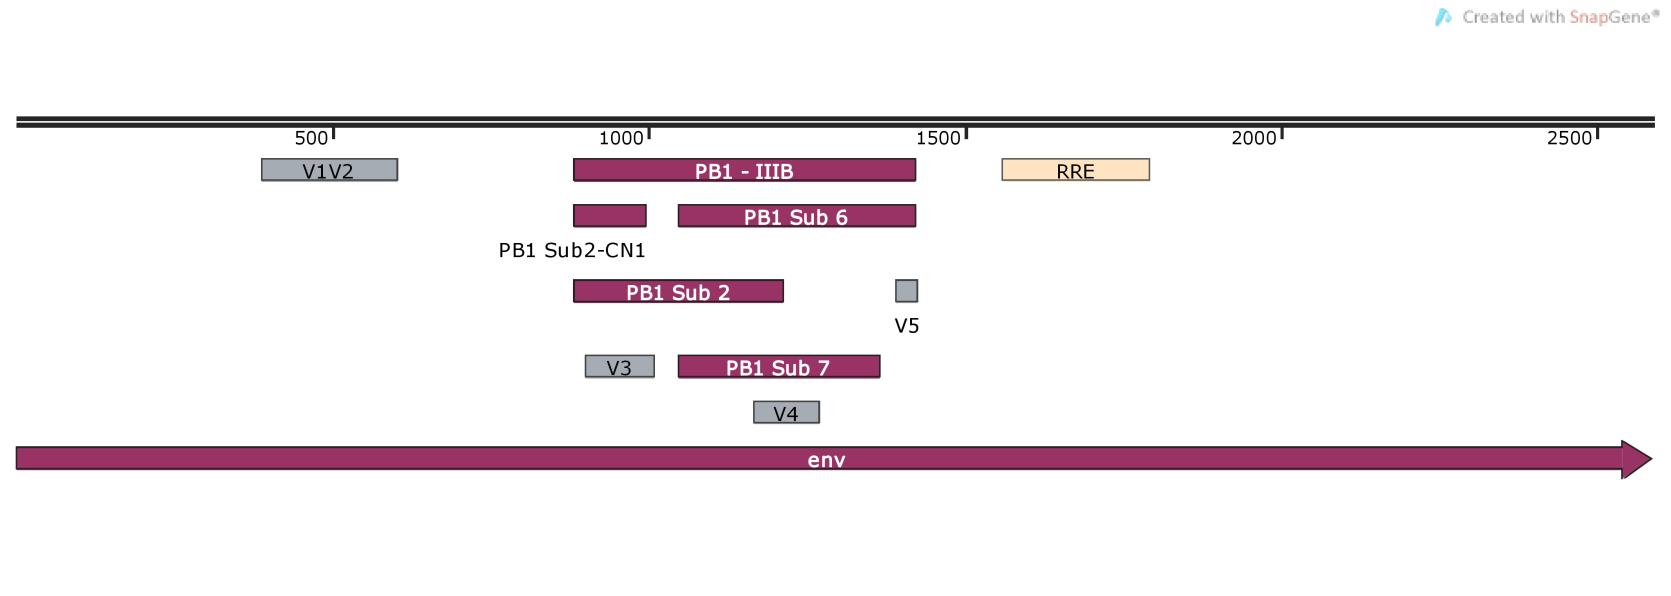 Created with SnapGene®
500 1000 1500 2000 2500
V1V2 PB1 - IIIB RRE
PB1 Sub 6
PB1 Sub2-CN1
PB1 Sub 2
V5
V3 PB1 Sub 7
V4
env